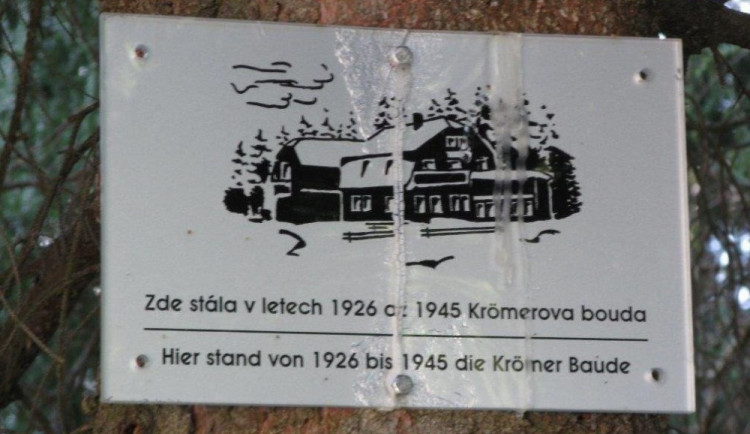 Zde stála v letech 1926 až 1945 Krömerova bouda
Hier stand von 1926 bis 1945 die Krömer Baude